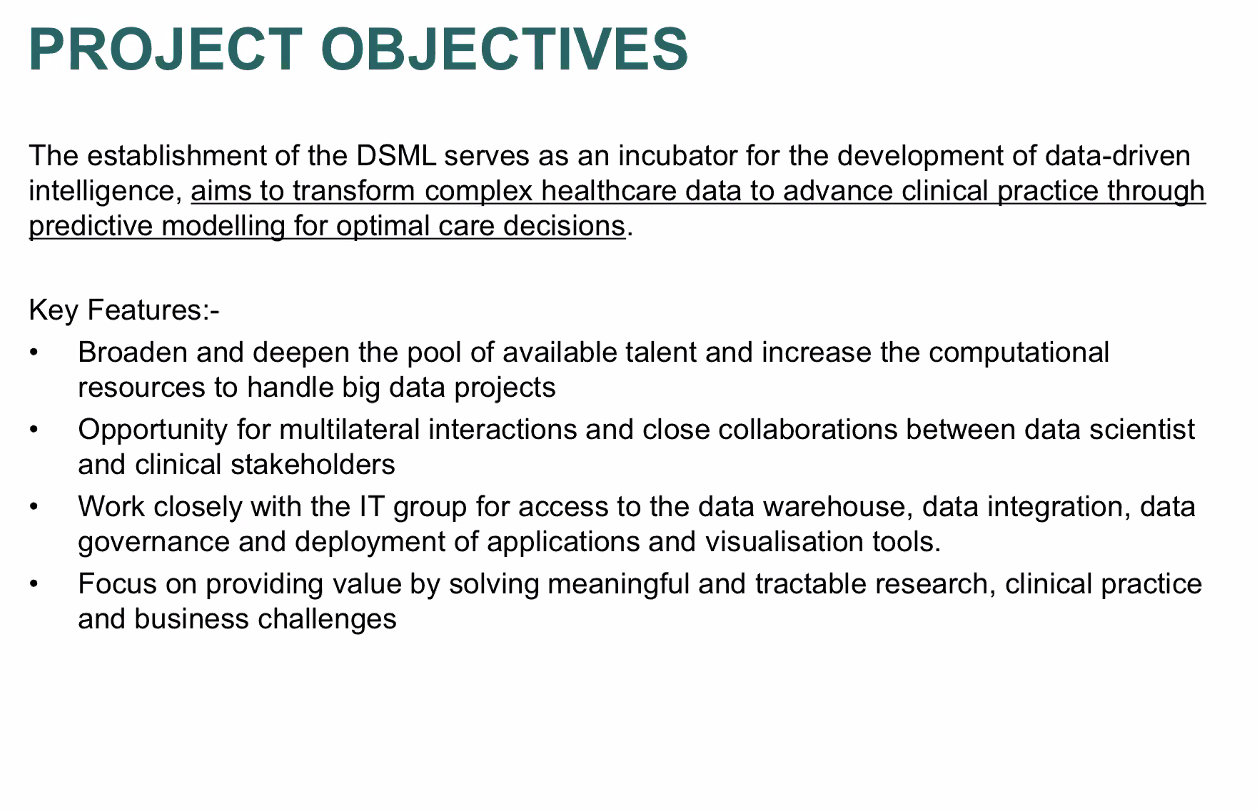 PROJECT OBJECTIVES
The establishment of the DSML serves as an incubator for the development of data-driven
intelligence, aims to transform complex healthcare data to advance clinical practice through
predictive modelling for optimal care decisions.
Key Features:-
• Broaden and deepen the pool of available talent and increase the computational
resources to handle big data projects
• Opportunity for multilateral interactions and close collaborations between data scientist
and clinical stakeholders
• Work closely with the IT group for access to the data warehouse, data integration, data
governance and deployment of applications and visualisation tools.
• Focus on providing value by solving meaningful and tractable research, clinical practice
and business challenges